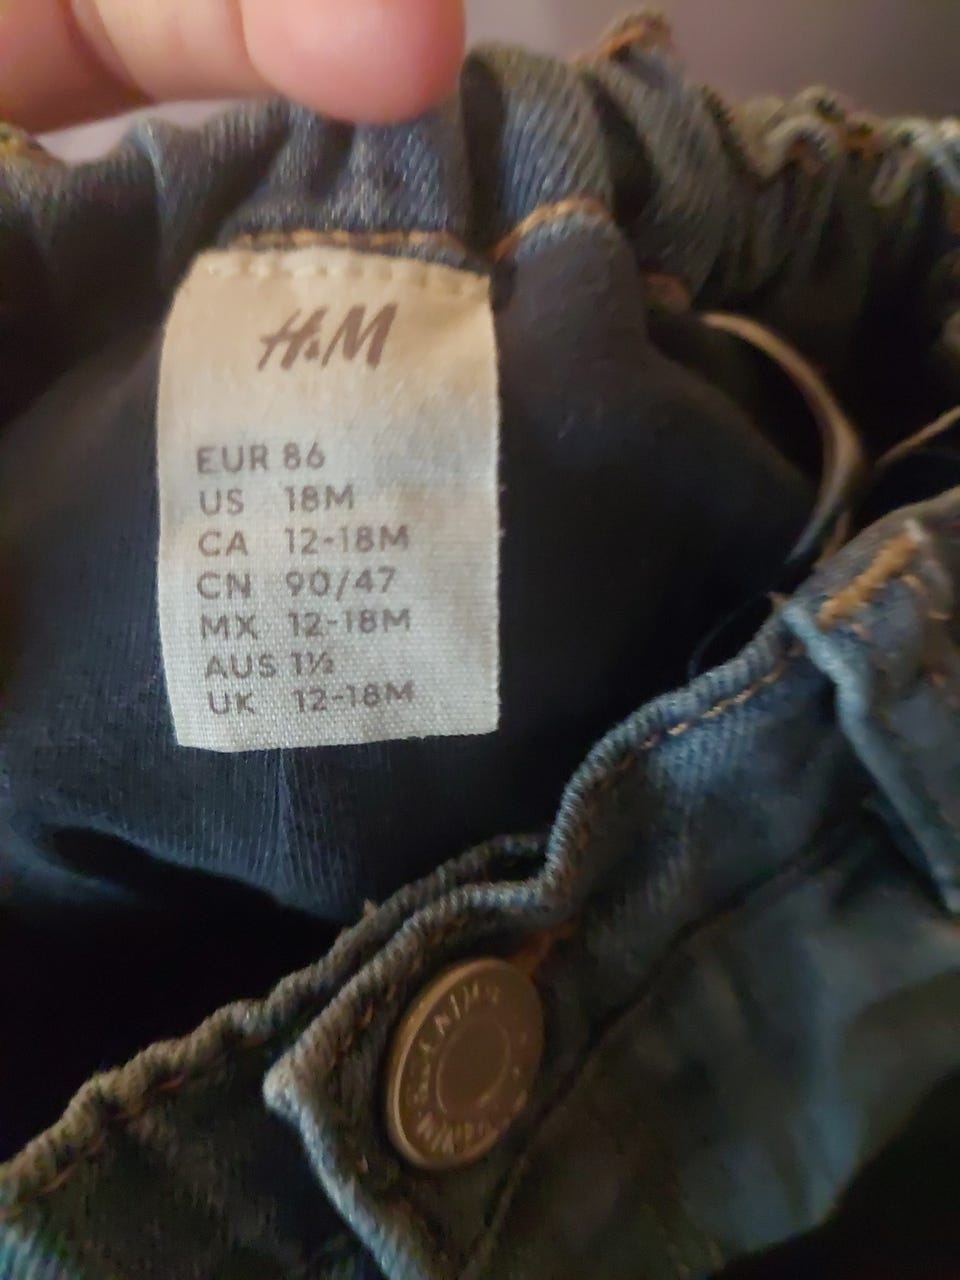 H&M
EUR 86
US 18M
CA 12-18M
CN 90/47
MX 12-18M
AUS 1½
UK 12-18M